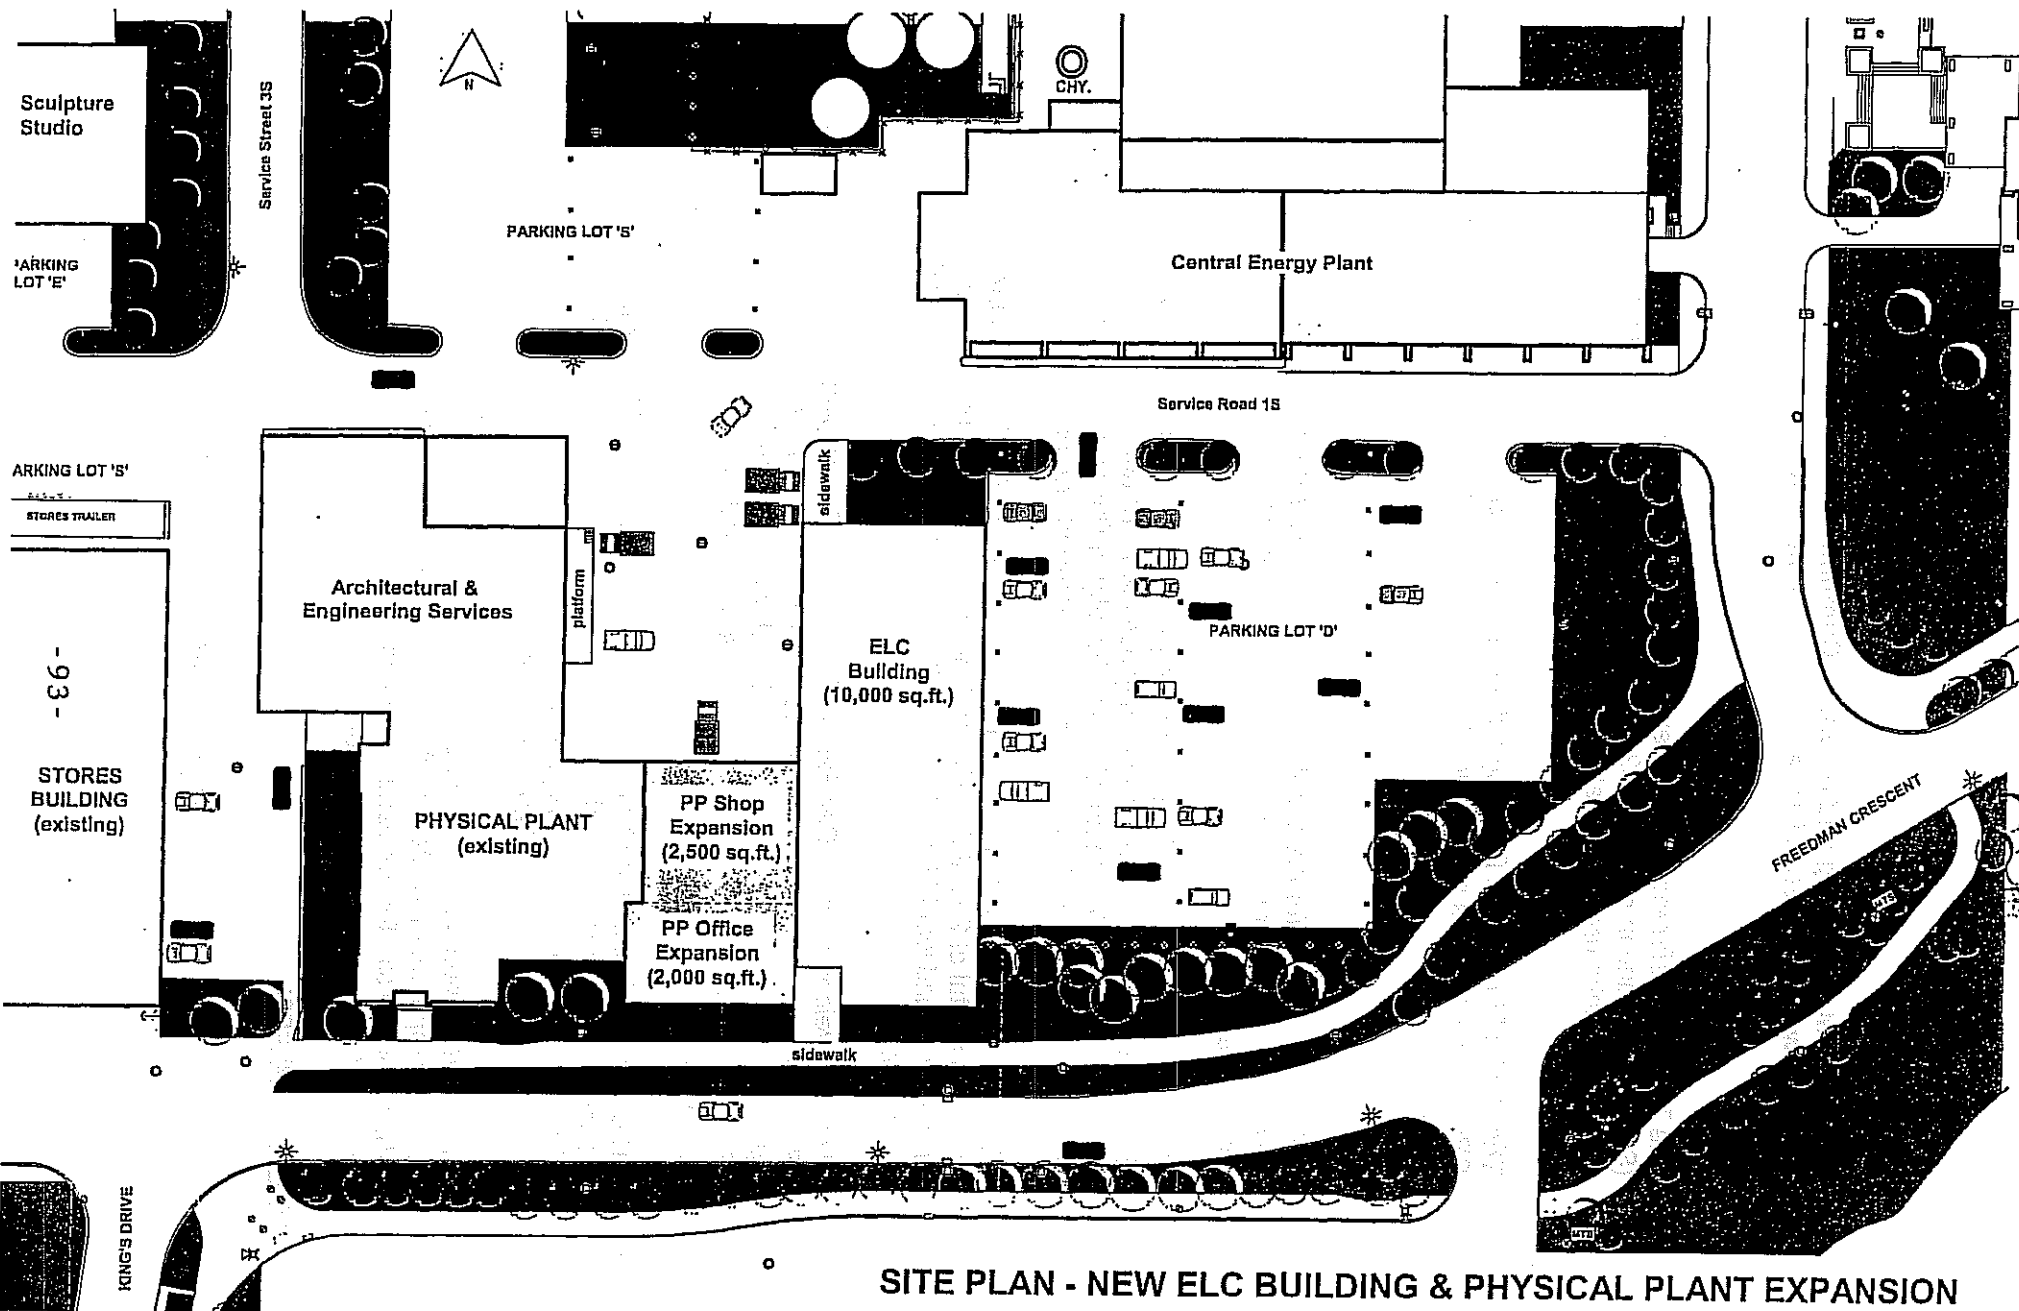 Sculpture
Studio
Service Street 3S
N
CHY.
PARKING LOT 'S'
'ARKING
LOT 'E'
Central Energy Plant
Service Road 1S
ARKING LOT 'S'
STORES TRAILER
sidewalk
Architectural &
Engineering Services
platform
ELC
Building
(10,000 sq.ft.)
PARKING LOT 'D'
-93-
STORES
BUILDING
(existing)
PHYSICAL PLANT
(existing)
PP Shop
Expansion
(2,500 sq.ft.)
PP Office
Expansion
(2,000 sq.ft.)
FREEDMAN CRESCENT
MTS
sidewalk
KING'S DRIVE
MTS
SITE PLAN - NEW ELC BUILDING & PHYSICAL PLANT EXPANSION